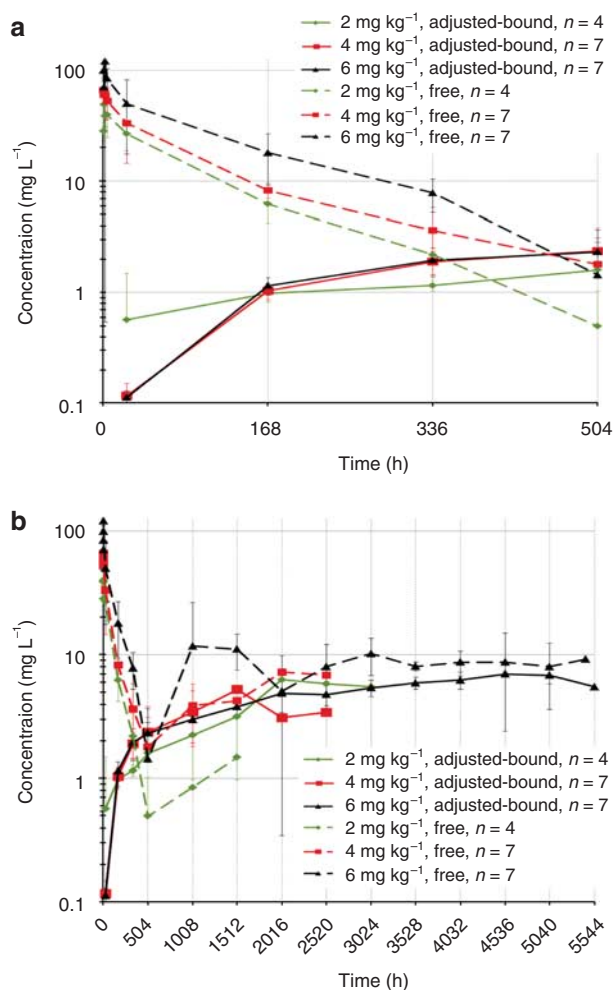 a
2 mg kg⁻¹, adjusted-bound, n = 4
4 mg kg⁻¹, adjusted-bound, n = 7
6 mg kg⁻¹, adjusted-bound, n = 7
2 mg kg⁻¹, free, n = 4
4 mg kg⁻¹, free, n = 7
6 mg kg⁻¹, free, n = 7
Concentraion (mg L⁻¹)
100
10
1
0.1
0 168 336 504
Time (h)
b
Concentraion (mg L⁻¹)
100
10
1
0.1
2 mg kg⁻¹, adjusted-bound, n = 4
4 mg kg⁻¹, adjusted-bound, n = 7
6 mg kg⁻¹, adjusted-bound, n = 7
2 mg kg⁻¹, free, n = 4
4 mg kg⁻¹, free, n = 7
6 mg kg⁻¹, free, n = 7
0 504 1008 1512 2016 2520 3024 3528 4032 4536 5040 5544
Time (h)